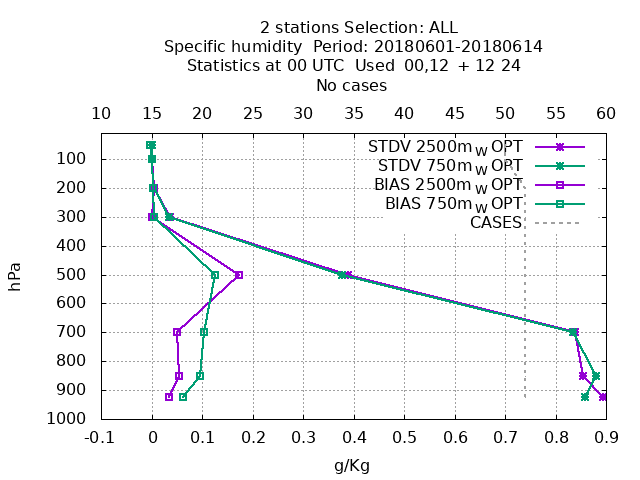 2 stations Selection: ALL
Specific humidity  Period: 20180601-20180614
Statistics at 00 UTC  Used  00,12  + 12 24
No cases
10 15 20 25 30 35 40 45 50 55 60
STDV 2500m_W OPT
STDV 750m_W OPT
BIAS 2500m_W OPT
BIAS 750m_W OPT
CASES
hPa
100
200
300
400
500
600
700
800
900
1000
-0.1 0 0.1 0.2 0.3 0.4 0.5 0.6 0.7 0.8 0.9
g/Kg